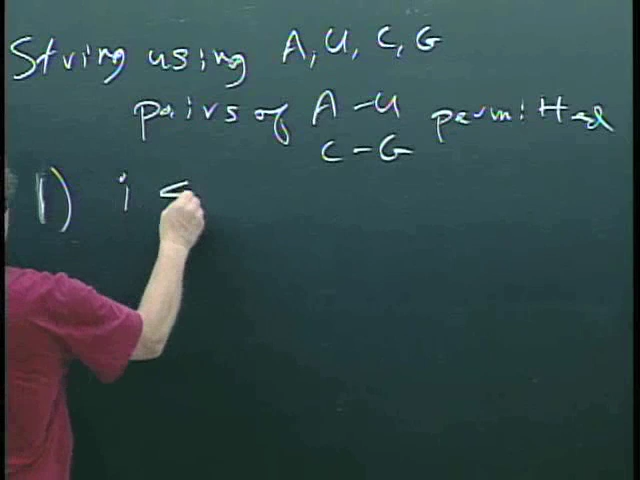 String using A, U, C, G
pairs of A-U permitted
C-G
1) i <